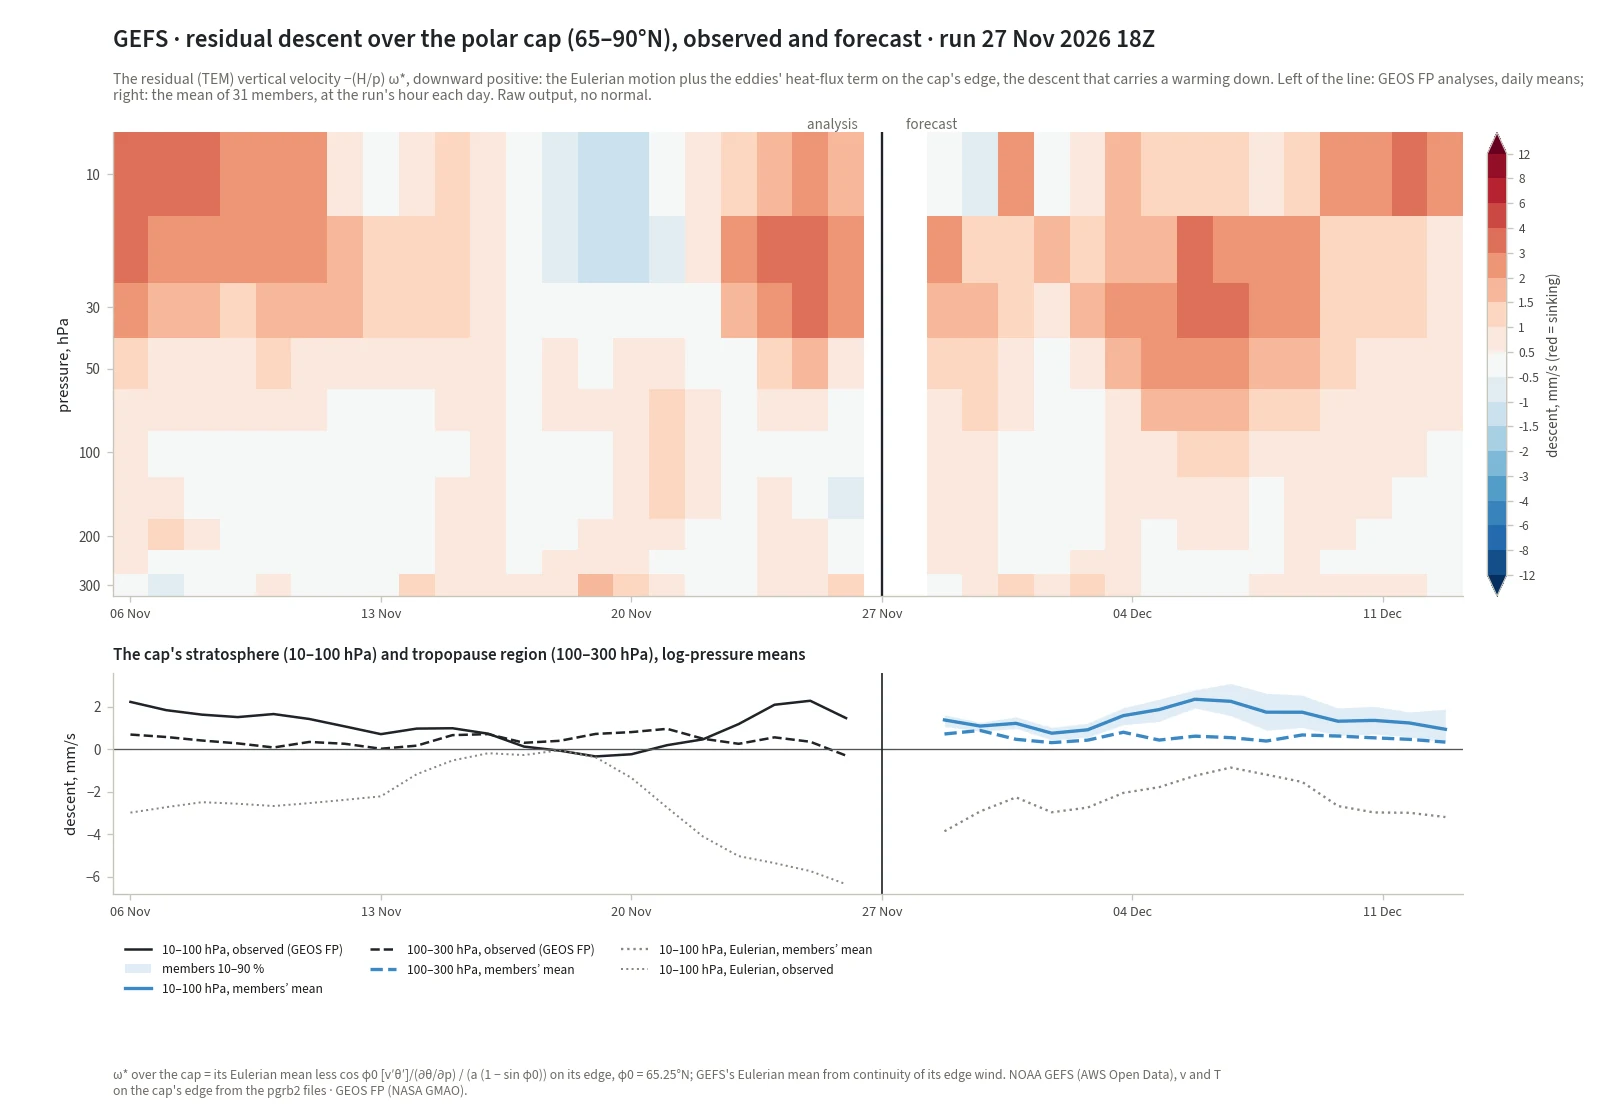 GEFS · residual descent over the polar cap (65–90°N), observed and forecast · run 27 Nov 2026 18Z
The residual (TEM) vertical velocity −(H/p) ω*, downward positive: the Eulerian motion plus the eddies' heat-flux term on the cap's edge, the descent that carries a warming down. Left of the line: GEOS FP analyses, daily means;
right: the mean of 31 members, at the run's hour each day. Raw output, no normal.
analysis
forecast
pressure, hPa
10
30
50
100
200
300
06 Nov
13 Nov
20 Nov
27 Nov
04 Dec
11 Dec
12
8
6
4
3
2
1.5
1
0.5
-0.5
-1
-1.5
-2
-3
-4
-6
-8
-12
descent, mm/s (red = sinking)
The cap's stratosphere (10–100 hPa) and tropopause region (100–300 hPa), log-pressure means
descent, mm/s
2
0
−2
−4
−6
06 Nov
13 Nov
20 Nov
27 Nov
04 Dec
11 Dec
10–100 hPa, observed (GEOS FP)
members 10–90 %
10–100 hPa, members’ mean
100–300 hPa, observed (GEOS FP)
100–300 hPa, members’ mean
10–100 hPa, Eulerian, members’ mean
10–100 hPa, Eulerian, observed
ω* over the cap = its Eulerian mean less cos φ0 [v′θ′]/(∂θ/∂p) / (a (1 − sin φ0)) on its edge, φ0 = 65.25°N; GEFS's Eulerian mean from continuity of its edge wind. NOAA GEFS (AWS Open Data), v and T
on the cap's edge from the pgrb2 files · GEOS FP (NASA GMAO).